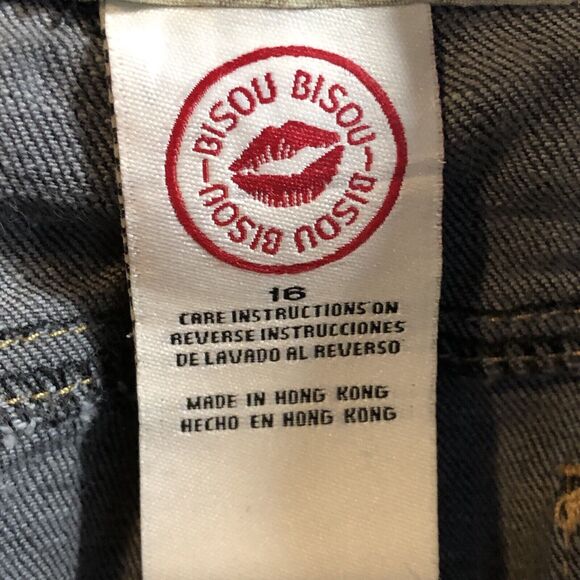 BISOU BISOU
BISOU BISOU
16
CARE INSTRUCTIONS ON
REVERSE INSTRUCCIONES
DE LAVADO AL REVERSO
MADE IN HONG KONG
HECHO EN HONG KONG